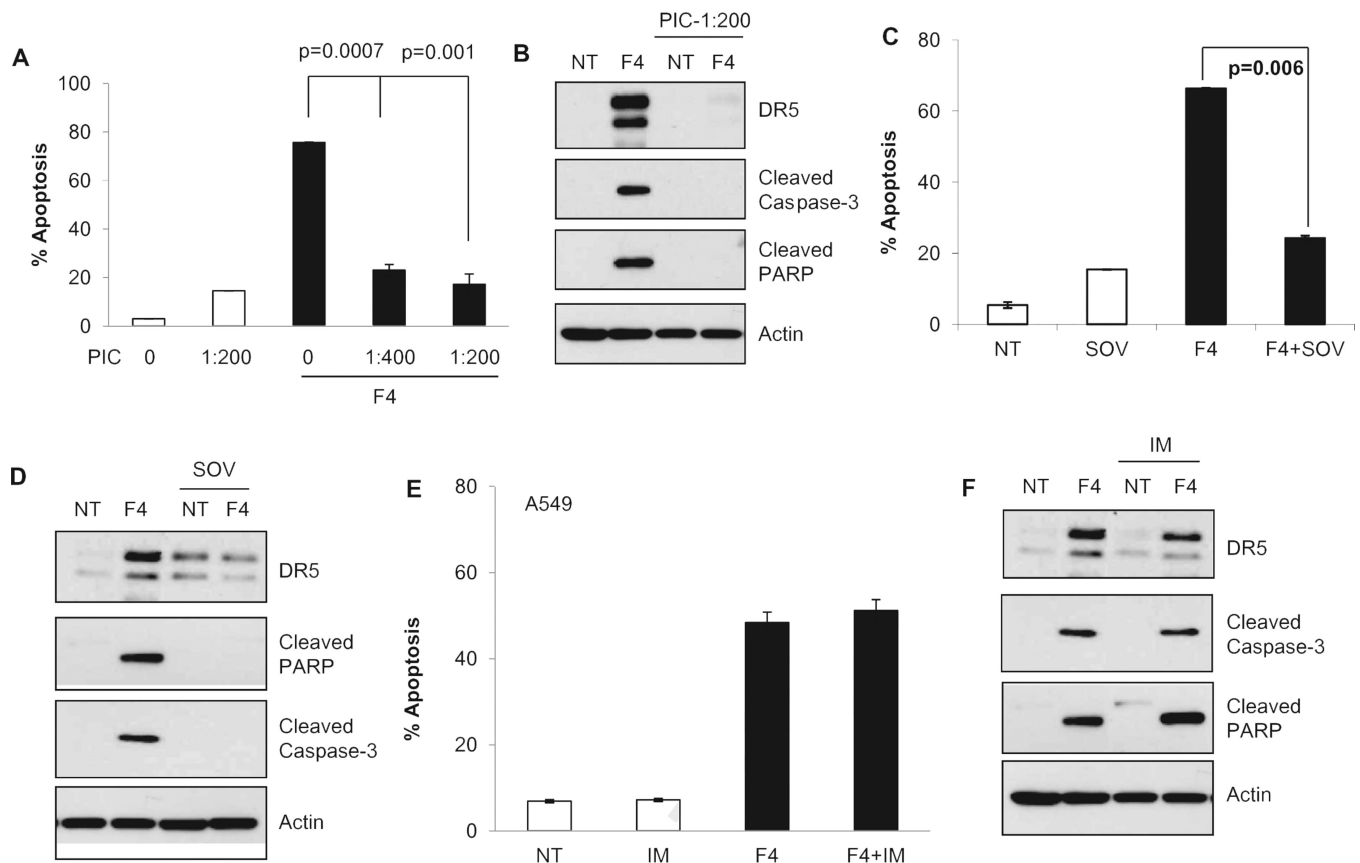 A
p=0.0007 p=0.001
100
80
60
40
20
0
% Apoptosis
PIC 0 1:200 0 1:400 1:200
F4
B
PIC-1:200
NT F4 NT F4
DR5
Cleaved
Caspase-3
Cleaved
PARP
Actin
C
80
60
40
20
0
% Apoptosis
p=0.006
NT SOV F4 F4+SOV
D
SOV
NT F4 NT F4
DR5
Cleaved
PARP
Cleaved
Caspase-3
Actin
E
A549
80
60
40
20
0
% Apoptosis
NT IM F4 F4+IM
F
IM
NT F4 NT F4
DR5
Cleaved
Caspase-3
Cleaved
PARP
Actin